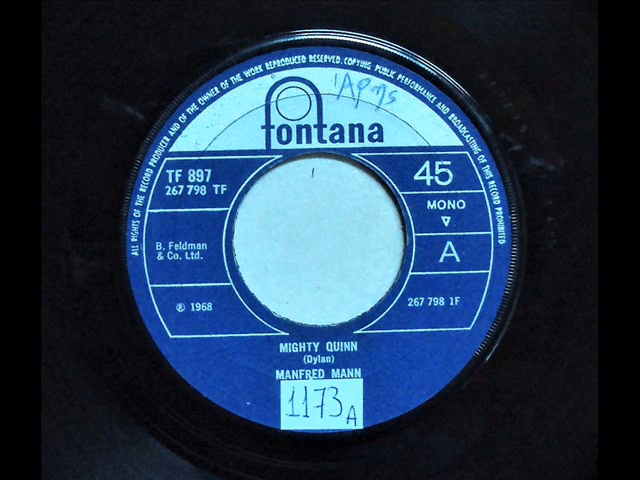 ALL RIGHTS OF THE RECORD PRODUCER AND OF THE OWNER OF THE WORK REPRODUCED RESERVED. COPYING PUBLIC PERFORMANCE AND BROADCASTING OF THIS RECORD PROHIBITED
fontana
TF 897
267 798 TF
45
MONO
A
B. Feldman
& Co. Ltd.
℗ 1968
267 798 1F
MIGHTY QUINN
(Dylan)
MANFRED MANN
1173 A